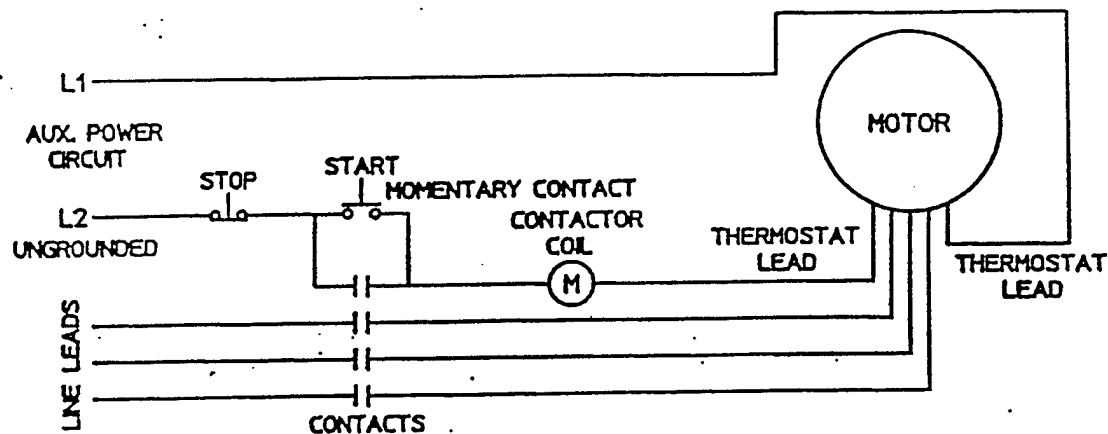 L1
MOTOR
AUX. POWER
CIRCUIT
START
STOP
MOMENTARY CONTACT
L2
UNGROUNDED
CONTACTOR
COIL
THERMOSTAT
LEAD
THERMOSTAT
LEAD
M
LINE LEADS
CONTACTS